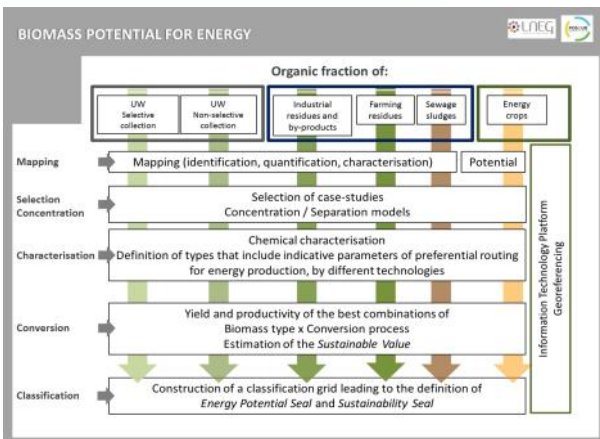 BIOMASS POTENTIAL FOR ENERGY
LNEG
Organic fraction of:
UW
Selective
collection
UW
Non-selective
collection
Industrial
residues and
by-products
Farming
residues
Sewage
sludges
Energy
crops
Mapping
Mapping (identification, quantification, characterisation)
Potential
Selection
Concentration
Selection of case-studies
Concentration / Separation models
Characterisation
Chemical characterisation
Definition of types that include indicative parameters of preferential routing
for energy production, by different technologies
Conversion
Yield and productivity of the best combinations of
Biomass type x Conversion process
Estimation of the Sustainable Value
Classification
Construction of a classification grid leading to the definition of
Energy Potential Seal and Sustainability Seal
Information Technology Platform
Georeferencing